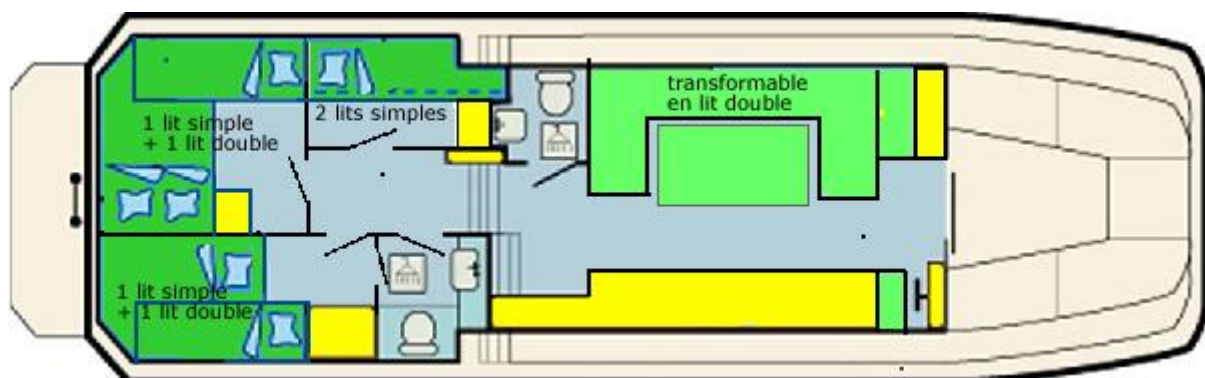 transformable
en lit double
2 lits simples
1 lit simple
+ 1 lit double
1 lit simple
+ 1 lit double